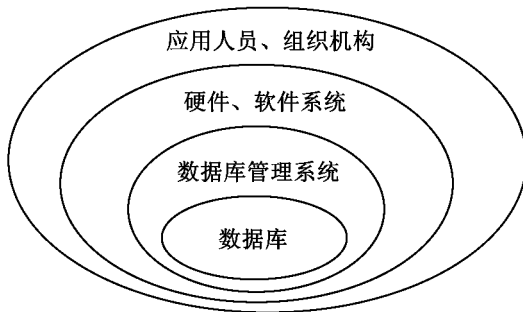 应用人员、组织机构
硬件、软件系统
数据库管理系统
数据库